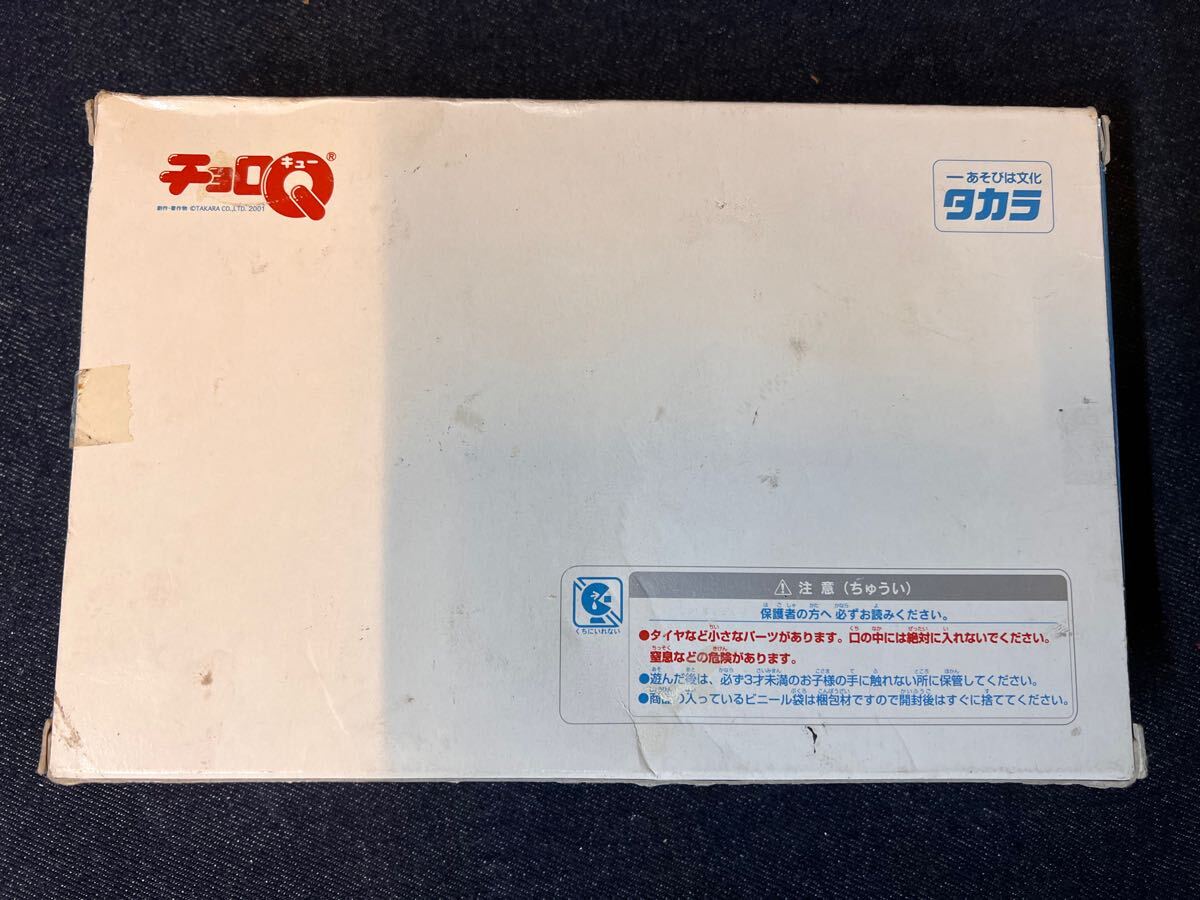 チョロQ®
キュー
創作・著作物 ©TAKARA CO.,LTD. 2001
あそびは文化
タカラ
くちにいれない
⚠ 注 意 (ちゅうい)
保護者の方へ 必ずお読みください。
●タイヤなど小さなパーツがあります。口の中には絶対に入れないでください。
窒息などの危険があります。
●遊んだ後は、必ず3才未満のお子様の手に触れない所に保管してください。
●商品の入っているビニール袋は梱包材ですので開封後はすぐに捨ててください。